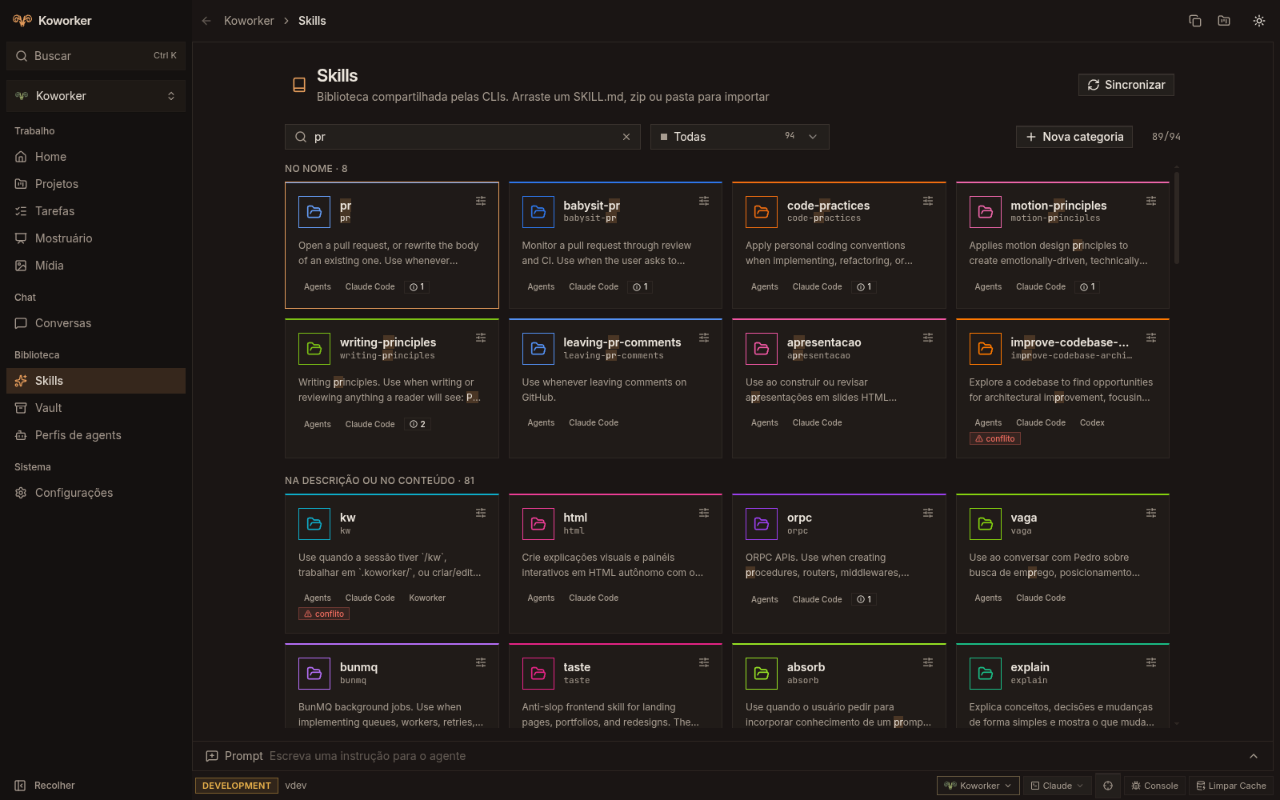 Koworker
Koworker › Skills
Buscar Ctrl K
Koworker
Trabalho
Home
Projetos
Tarefas
Mostruário
Mídia
Chat
Conversas
Biblioteca
Skills
Vault
Perfis de agents
Sistema
Configurações
Recolher
Skills
Biblioteca compartilhada pelas CLIs. Arraste um SKILL.md, zip ou pasta para importar
Sincronizar
pr
Todas 94
+ Nova categoria
89/94
NO NOME · 8
pr
pr
Open a pull request, or rewrite the body
of an existing one. Use whenever...
Agents Claude Code 1
babysit-pr
babysit-pr
Monitor a pull request through review
and CI. Use when the user asks to...
Agents Claude Code 1
code-practices
code-practices
Apply personal coding conventions
when implementing, refactoring, or...
Agents Claude Code 1
motion-principles
motion-principles
Applies motion design principles to
create emotionally-driven, technically...
Agents Claude Code 1
writing-principles
writing-principles
Writing principles. Use when writing or
reviewing anything a reader will see: P...
Agents Claude Code 2
leaving-pr-comments
leaving-pr-comments
Use whenever leaving comments on
GitHub.
Agents Claude Code
apresentacao
apresentacao
Use ao construir ou revisar
apresentações em slides HTML...
Agents Claude Code
improve-codebase-...
improve-codebase-archi...
Explore a codebase to find opportunities
for architectural improvement, focusin...
Agents Claude Code Codex
conflito
NA DESCRIÇÃO OU NO CONTEÚDO · 81
kw
kw
Use quando a sessão tiver `/kw`,
trabalhar em `.koworker/`, ou criar/edit...
Agents Claude Code Koworker
conflito
html
html
Crie explicações visuais e painéis
interativos em HTML autônomo com o...
Agents Claude Code
orpc
orpc
ORPC APIs. Use when creating
procedures, routers, middlewares,...
Agents Claude Code 1
vaga
vaga
Use ao conversar com Pedro sobre
busca de emprego, posicionamento...
Agents Claude Code
bunmq
bunmq
BunMQ background jobs. Use when
implementing queues, workers, retries,...
taste
taste
Anti-slop frontend skill for landing
pages, portfolios, and redesigns. The...
absorb
absorb
Use quando o usuário pedir para
incorporar conhecimento de um promp...
explain
explain
Explica conceitos, decisões e mudanças
de forma simples e mostra o que muda...
Prompt Escreva uma instrução para o agente
DEVELOPMENT vdev
Koworker
Claude
Console
Limpar Cache